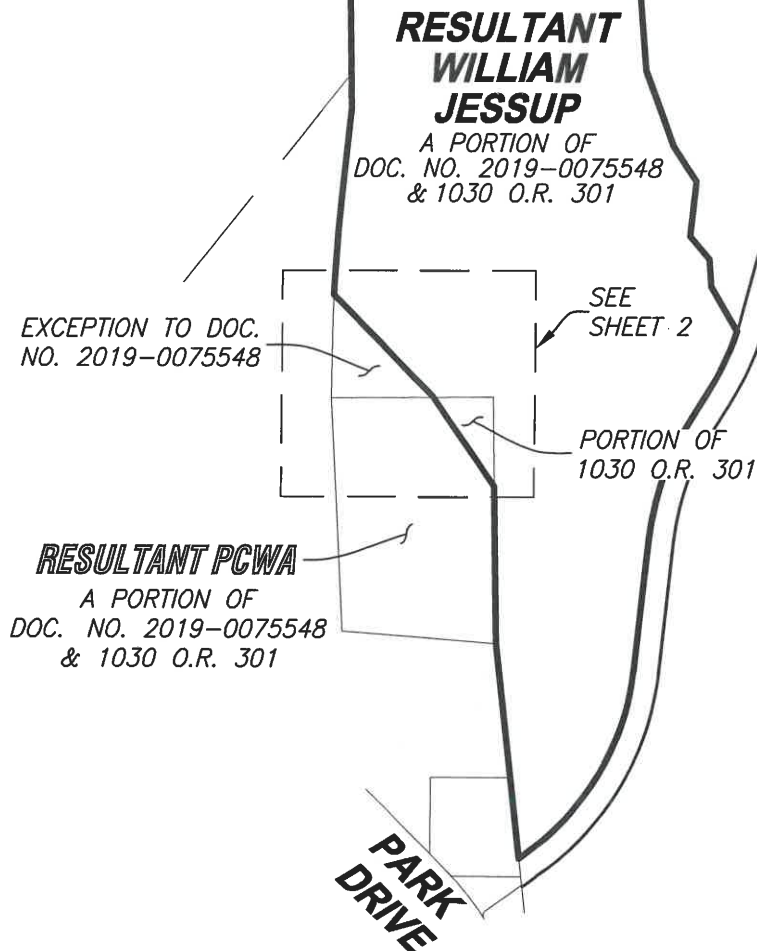 RESULTANT
WILLIAM
JESSUP
A PORTION OF
DOC. NO. 2019-0075548
& 1030 O.R. 301
SEE
SHEET 2
EXCEPTION TO DOC.
NO. 2019-0075548
PORTION OF
1030 O.R. 301
RESULTANT PCWA
A PORTION OF
DOC. NO. 2019-0075548
& 1030 O.R. 301
PARK
DRIVE